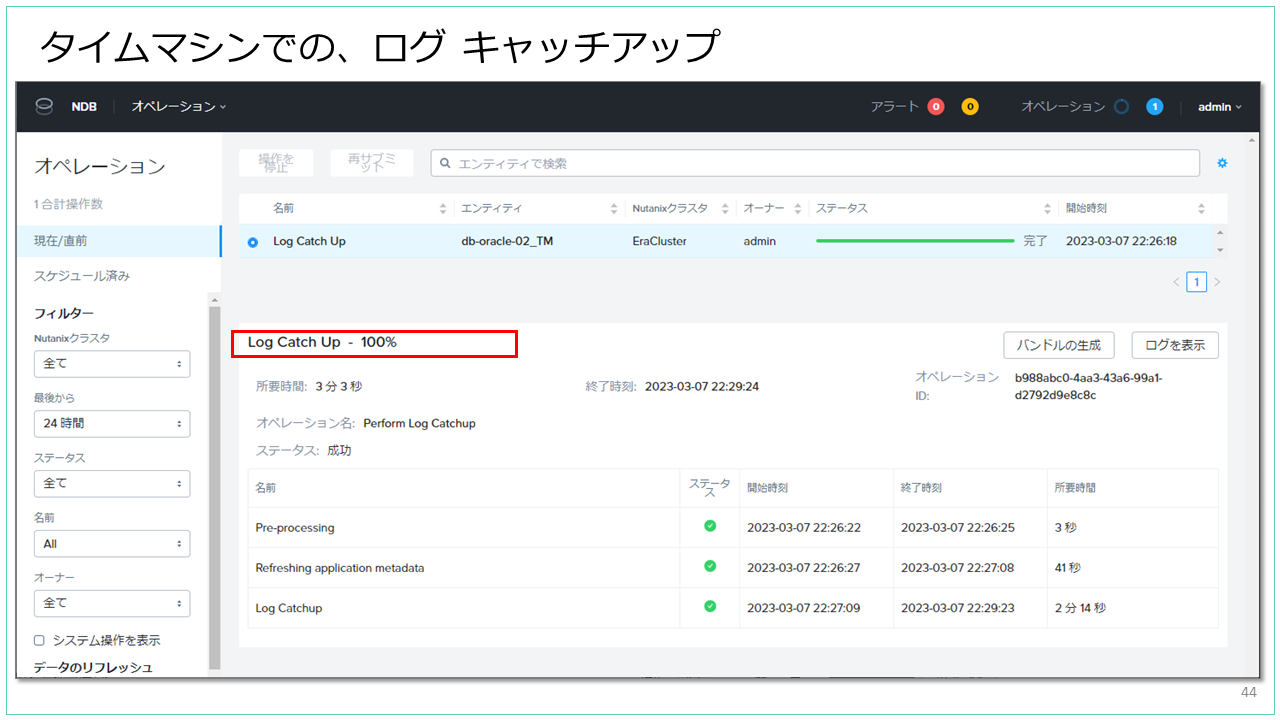 タイムマシンでの、ログ キャッチアップ
NDB オペレーション アラート 0 0 オペレーション 1 admin
オペレーション
1 合計操作数
現在/直前
スケジュール済み
フィルター
Nutanixクラスタ
全て
最後から
24 時間
ステータス
全て
名前
All
オーナー
全て
システム操作を表示
データのリフレッシュ
操作を
停止
再サブミ
ット
エンティティで検索
名前 エンティティ Nutanixクラスタ オーナー ステータス 開始時刻
Log Catch Up db-oracle-02_TM EraCluster admin 完了 2023-03-07 22:26:18
< 1 >
Log Catch Up - 100%
バンドルの生成 ログを表示
所要時間: 3 分 3 秒 終了時刻: 2023-03-07 22:29:24
オペレーション
ID:
b988abc0-4aa3-43a6-99a1-
d2792d9e8c8c
オペレーション名: Perform Log Catchup
ステータス: 成功
名前 ステータ
ス 開始時刻 終了時刻 所要時間
Pre-processing 2023-03-07 22:26:22 2023-03-07 22:26:25 3 秒
Refreshing application metadata 2023-03-07 22:26:27 2023-03-07 22:27:08 41 秒
Log Catchup 2023-03-07 22:27:09 2023-03-07 22:29:23 2 分 14 秒
44